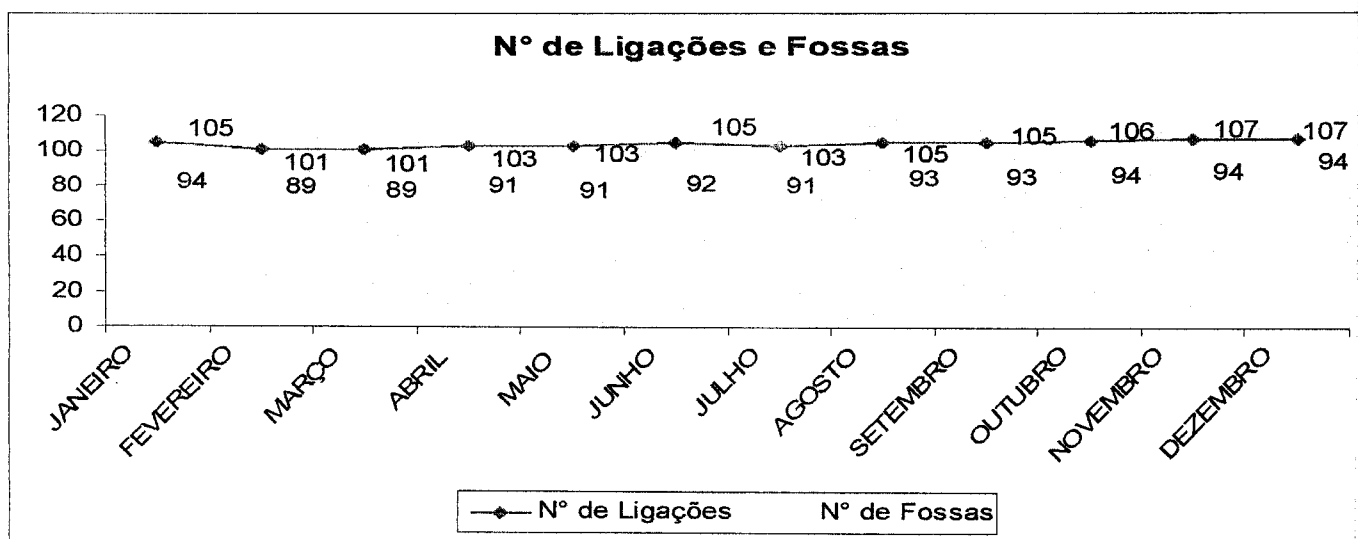 N° de Ligações e Fossas
120
100
80
60
40
20
0
105 101 101 103 103 105 103 105 105 106 107 107
94 89 89 91 91 92 91 93 93 94 94 94
JANEIRO
FEVEREIRO
MARÇO
ABRIL
MAIO
JUNHO
JULHO
AGOSTO
SETEMBRO
OUTUBRO
NOVEMBRO
DEZEMBRO
N° de Ligações N° de Fossas